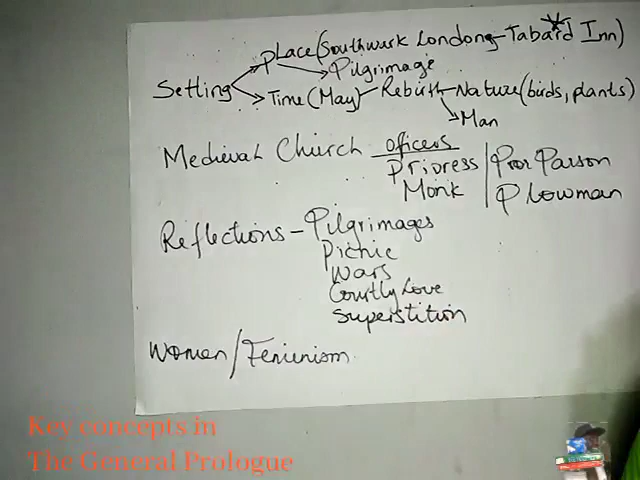 Place (Southwark London - Tabard Inn)
Pilgrimage
Setting
Time (May) - Rebirth - Nature (birds, plants)
Man
Medieval Church officers
Prioress | Poor Parson
Monk | Plowman
Reflections - Pilgrimages
Picnic
Wars
Courtly Love
Superstition
Women/Feminism
Key concepts in
The General Prologue